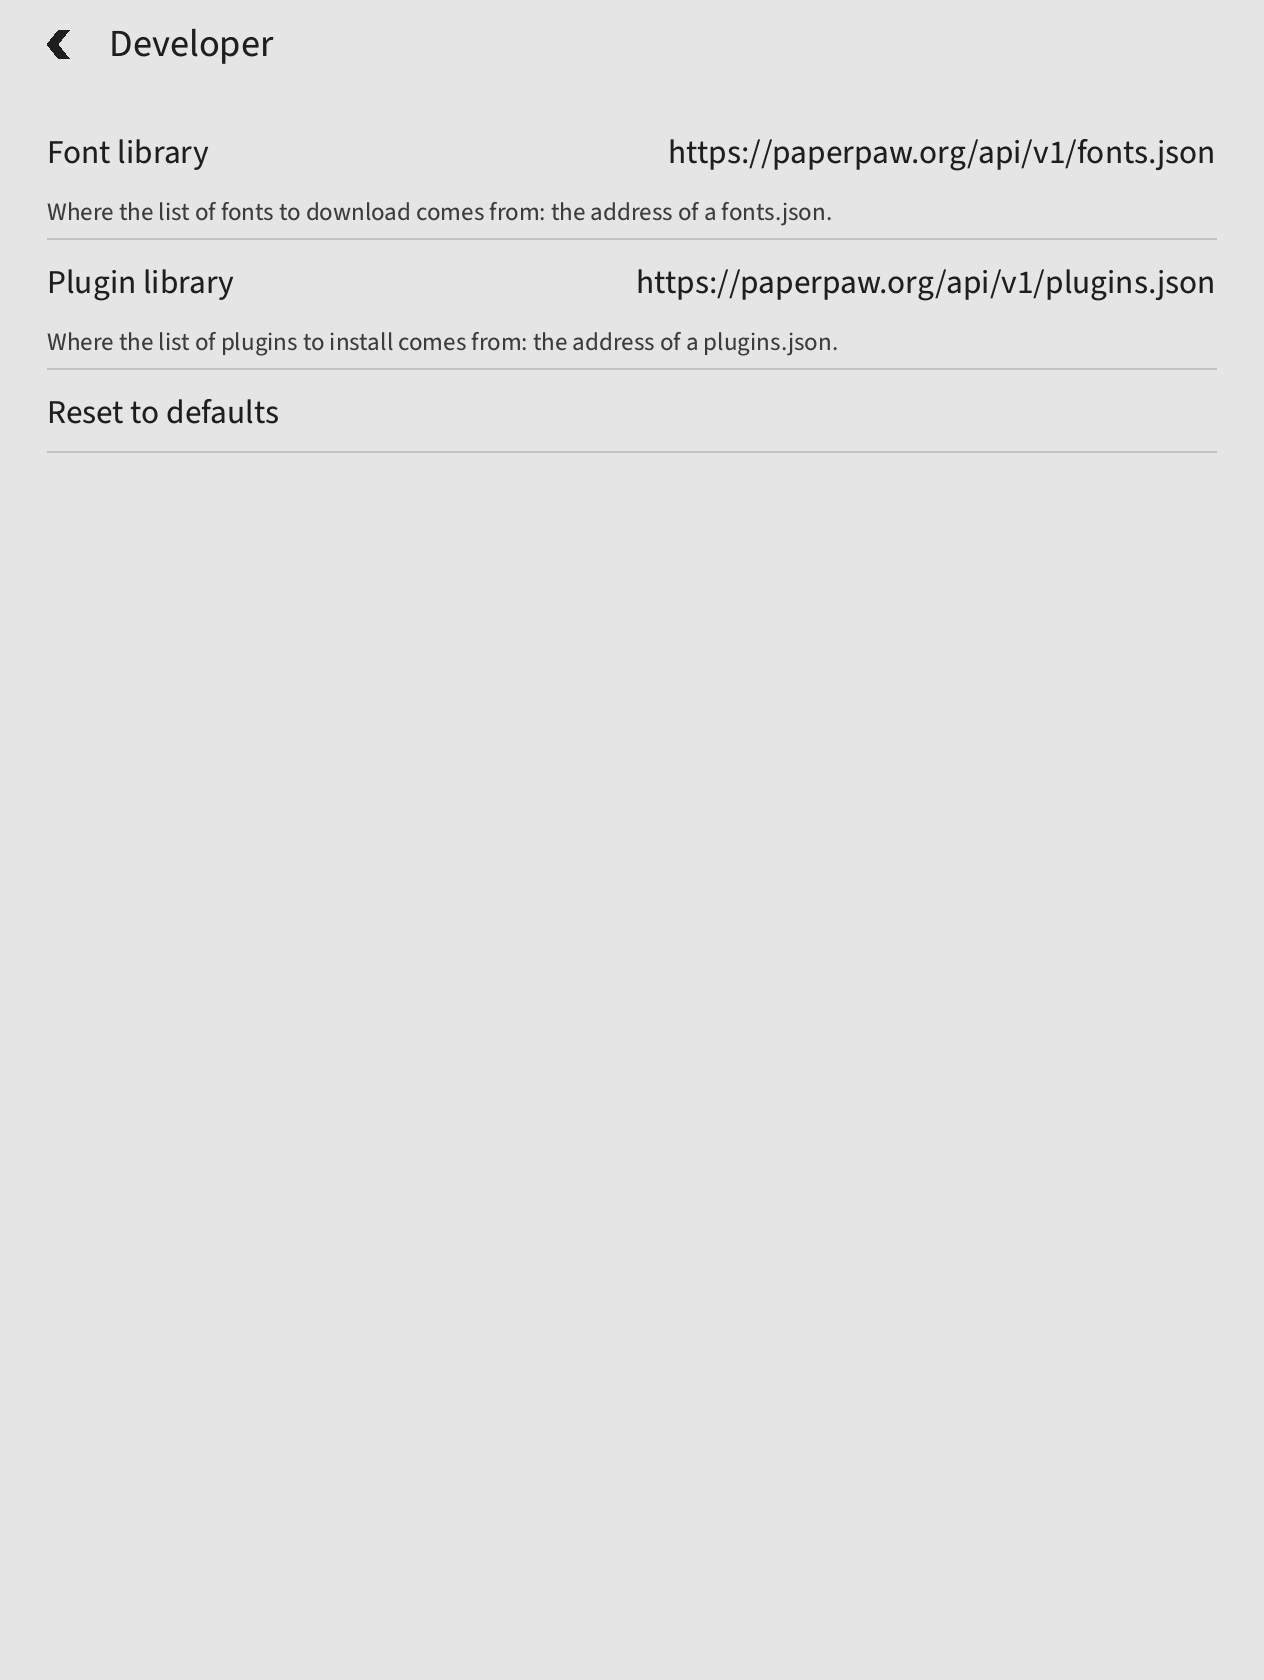 Developer
Font library https://paperpaw.org/api/v1/fonts.json
Where the list of fonts to download comes from: the address of a fonts.json.
Plugin library https://paperpaw.org/api/v1/plugins.json
Where the list of plugins to install comes from: the address of a plugins.json.
Reset to defaults